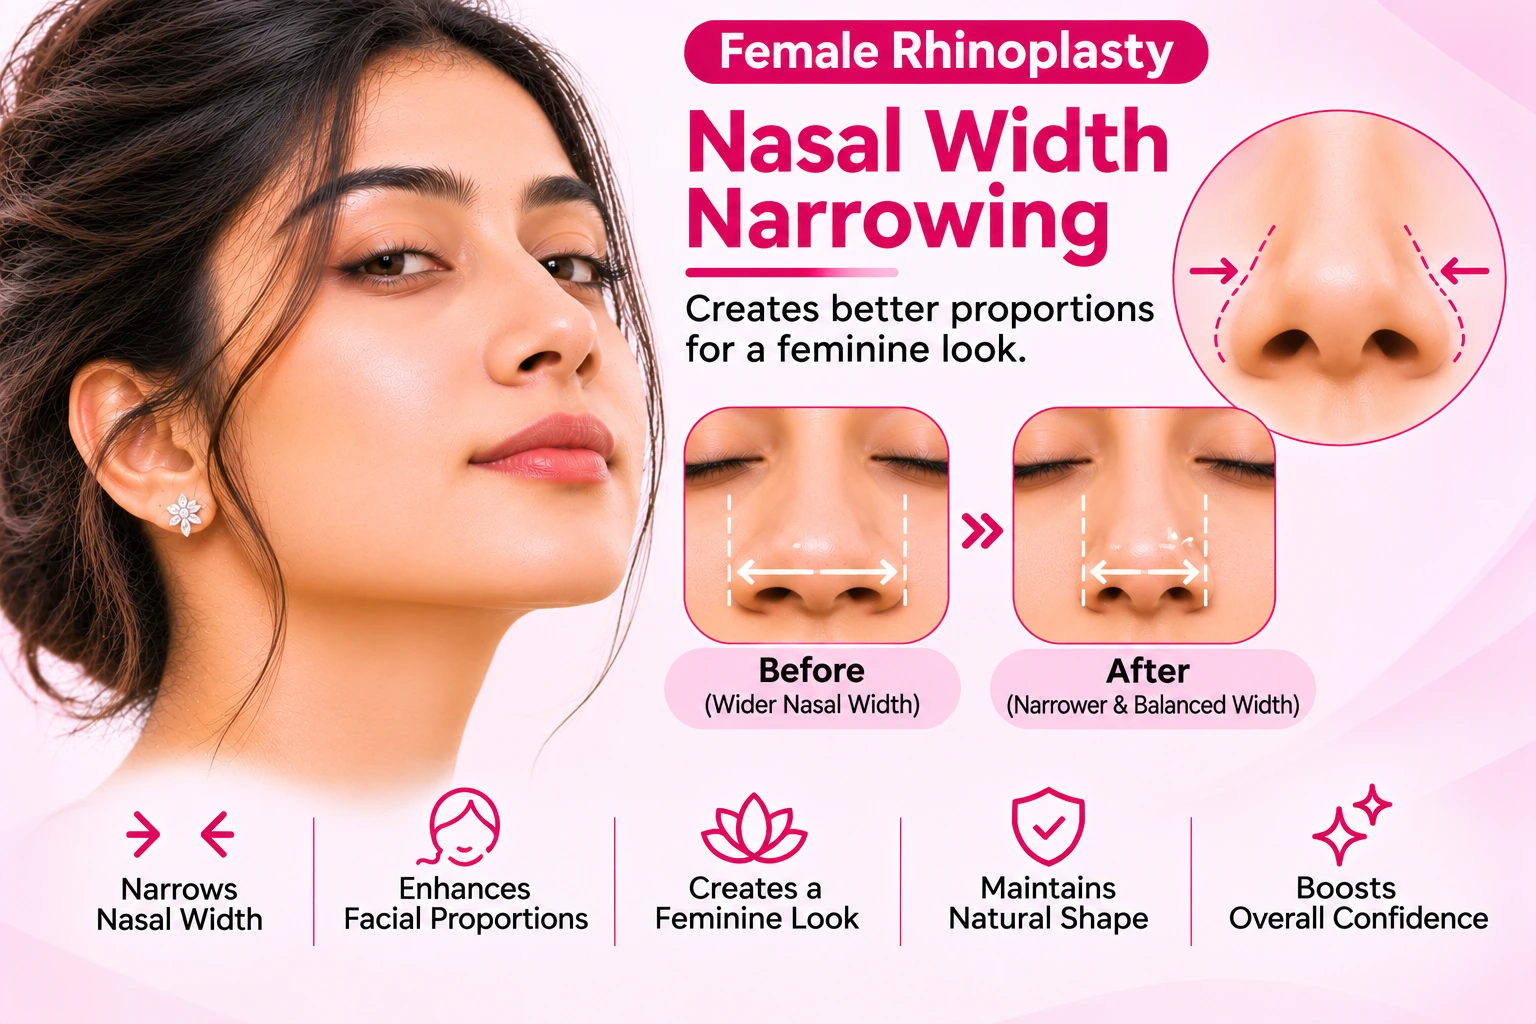 Female Rhinoplasty
Nasal Width
Narrowing
Creates better proportions
for a feminine look.
Before
(Wider Nasal Width)
After
(Narrower & Balanced Width)
Narrows
Nasal Width
Enhances
Facial Proportions
Creates a
Feminine Look
Maintains
Natural Shape
Boosts
Overall Confidence